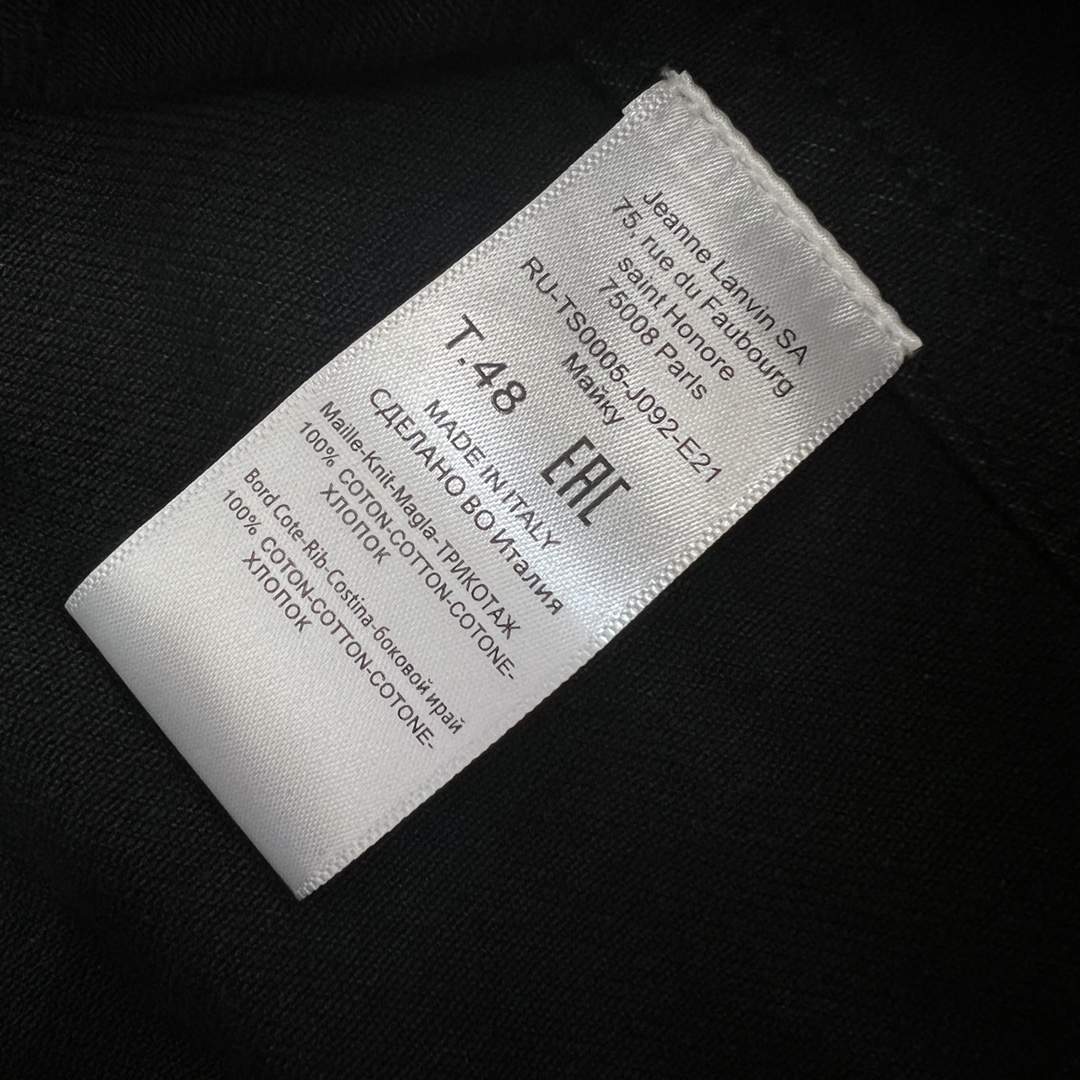 Jeanne Lanvin SA
75, rue du Faubourg
saint Honore
75008 Paris
RU-TS0005-J092-E21
Майку
T.48 EAC
MADE IN ITALY
СДЕЛАНО ВО Италия
Maille-Knit-Magla-ТРИКОТАЖ
100% COTON-COTTON-COTONE-
ХЛОПОК
Bord Cote-Rib-Costina-боковой ирай
100% COTON-COTTON-COTONE-
ХЛОПОК